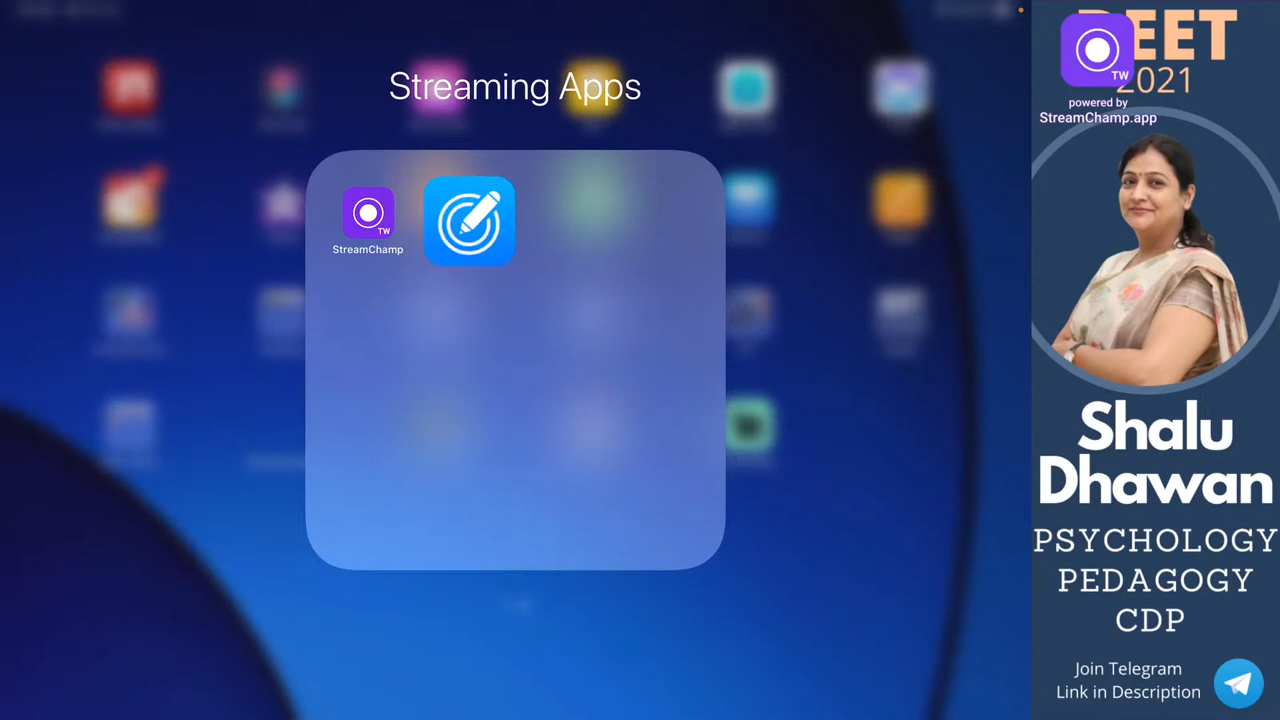 Streaming Apps
TW
StreamChamp
EET
2021
TW
powered by
StreamChamp.app
Shalu
Dhawan
PSYCHOLOGY
PEDAGOGY
CDP
Join Telegram
Link in Description